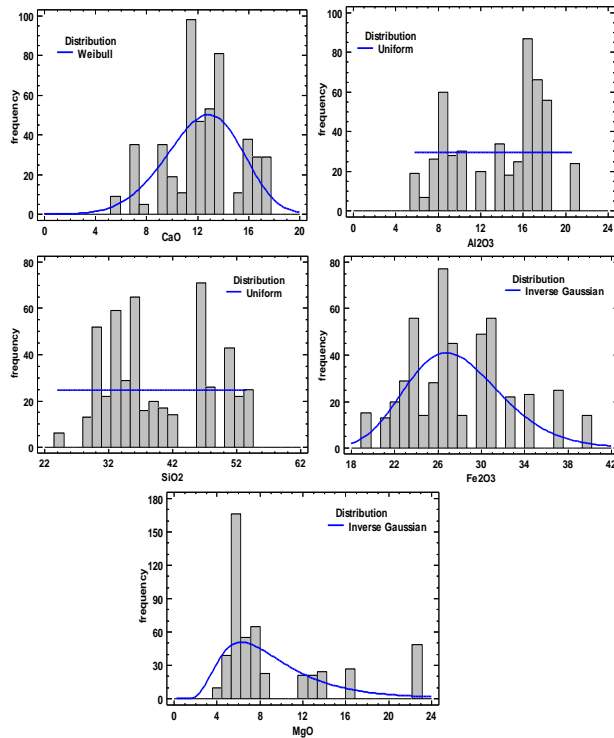 Distribution
Weibull
frequency
100
80
60
40
20
0
0 4 8 12 16 20
CaO
Distribution
Uniform
frequency
100
80
60
40
20
0
0 4 8 12 16 20 24
Al2O3
Distribution
Uniform
frequency
80
60
40
20
0
22 32 42 52 62
SiO2
Distribution
Inverse Gaussian
frequency
80
60
40
20
0
18 22 26 30 34 38 42
Fe2O3
Distribution
Inverse Gaussian
frequency
180
150
120
90
60
30
0
0 4 8 12 16 20 24
MgO